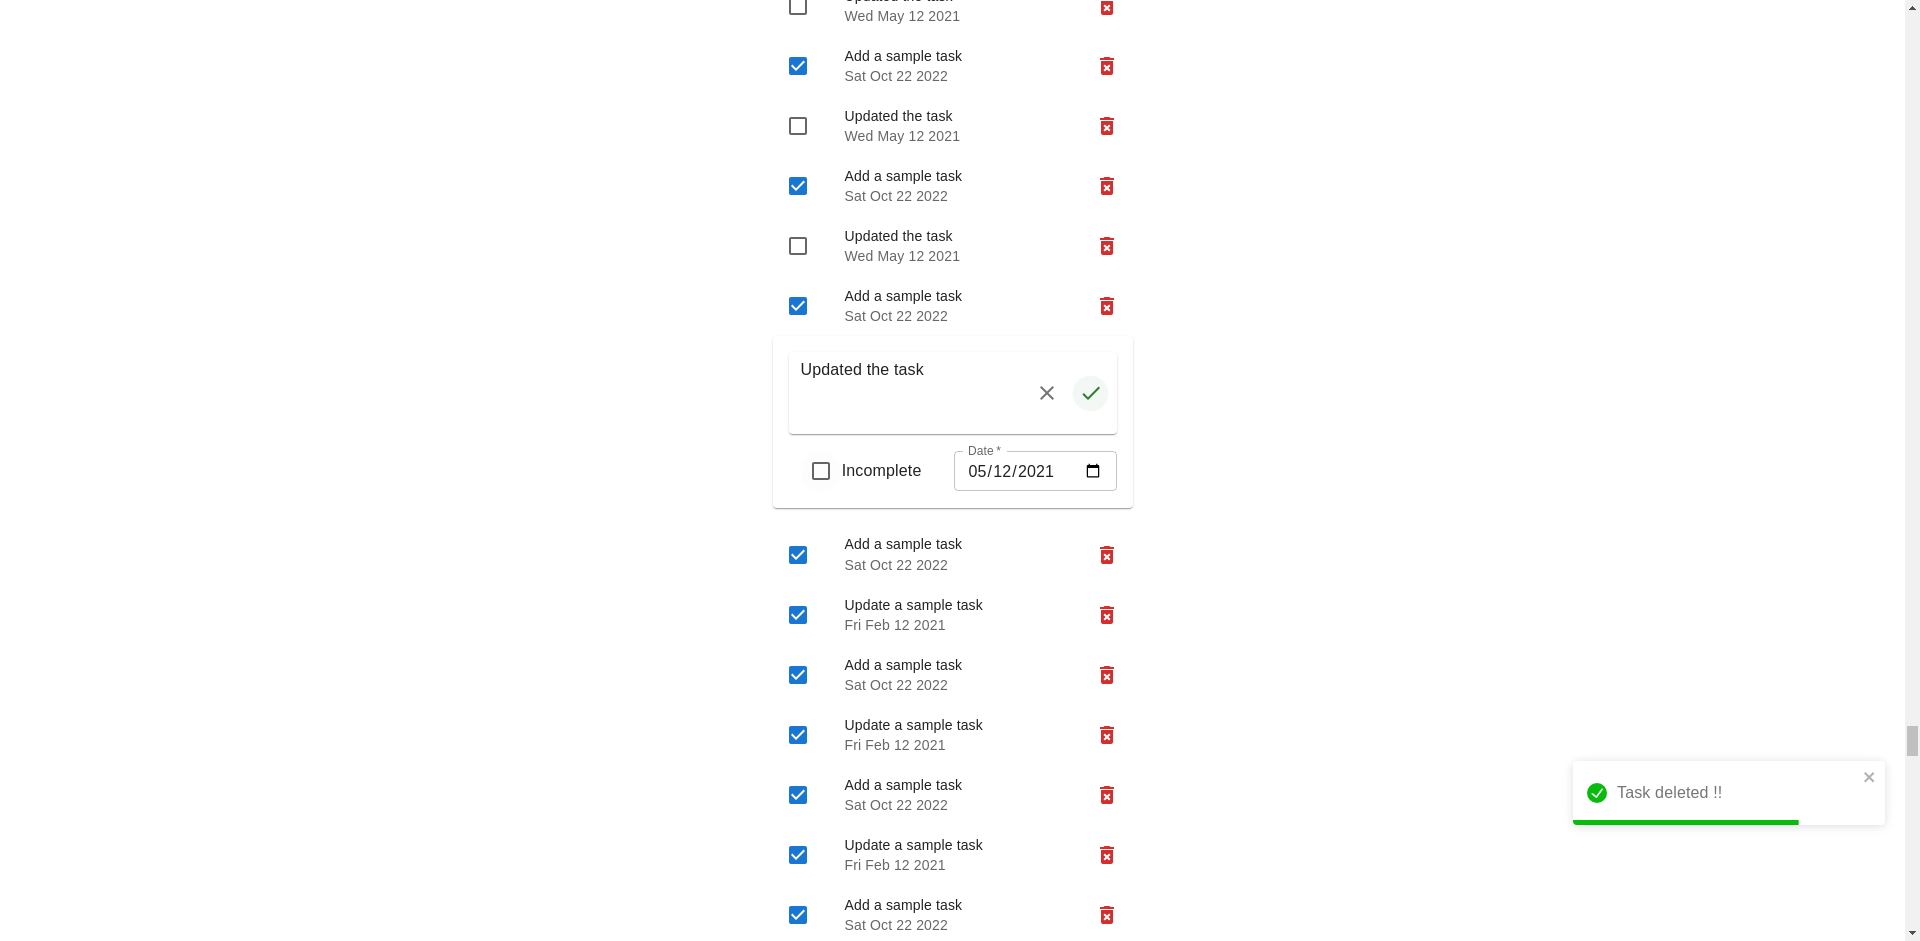 Updated the task
Wed May 12 2021
Add a sample task
Sat Oct 22 2022
Updated the task
Wed May 12 2021
Add a sample task
Sat Oct 22 2022
Updated the task
Wed May 12 2021
Add a sample task
Sat Oct 22 2022
Updated the task
Date *
Incomplete
05/12/2021
Add a sample task
Sat Oct 22 2022
Update a sample task
Fri Feb 12 2021
Add a sample task
Sat Oct 22 2022
Update a sample task
Fri Feb 12 2021
Task deleted !!
Add a sample task
Sat Oct 22 2022
Update a sample task
Fri Feb 12 2021
Add a sample task
Sat Oct 22 2022